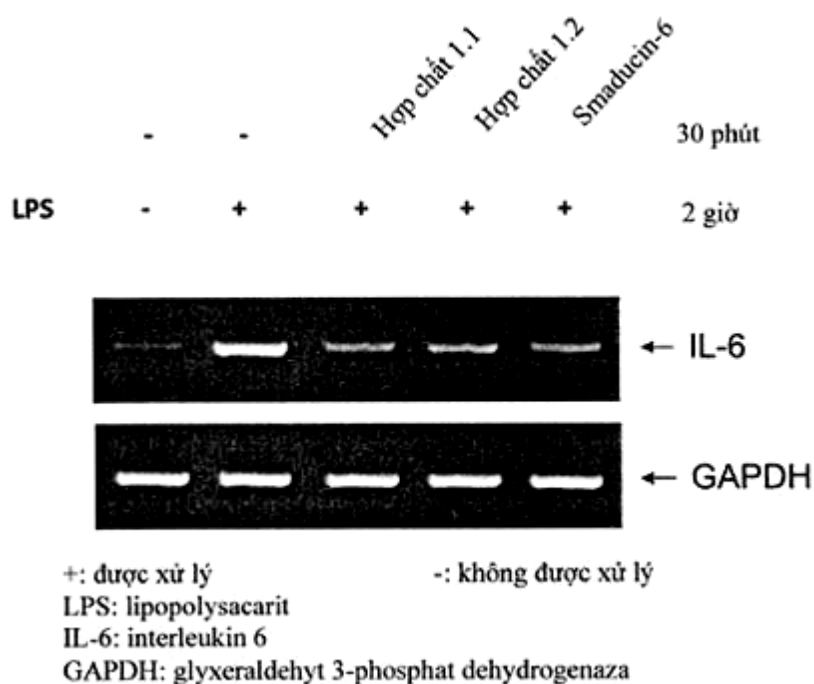 Hợp chất 1.1 Hợp chất 1.2 Smaducin-6
- - 30 phút
LPS - + + + + 2 giờ
← IL-6
← GAPDH
+: được xử lý -: không được xử lý
LPS: lipopolysacarit
IL-6: interleukin 6
GAPDH: glyxeraldehyt 3-phosphat dehydrogenaza